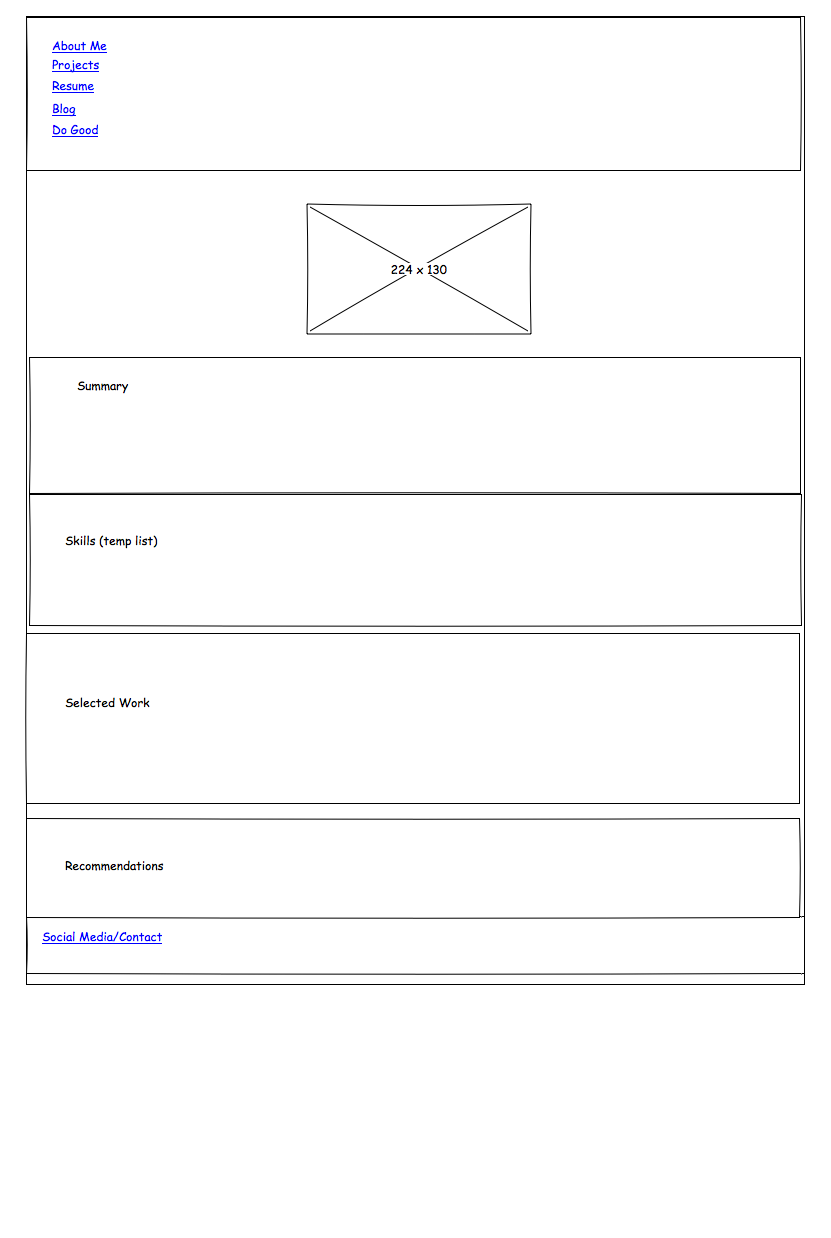 About Me
Projects
Resume
Blog
Do Good
224 x 130
Summary
Skills (temp list)
Selected Work
Recommendations
Social Media/Contact